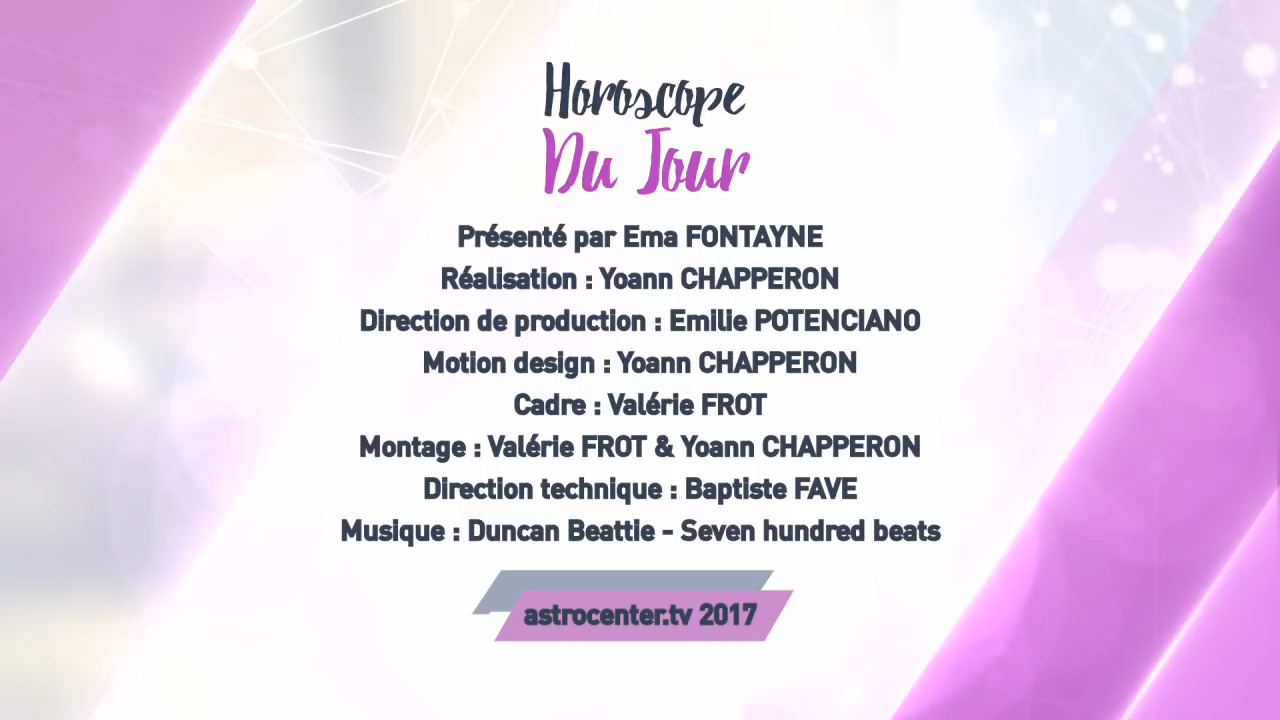 Horoscope
Du Jour
Présenté par Ema FONTAYNE
Réalisation : Yoann CHAPPERON
Direction de production : Emilie POTENCIANO
Motion design : Yoann CHAPPERON
Cadre : Valérie FROT
Montage : Valérie FROT & Yoann CHAPPERON
Direction technique : Baptiste FAVE
Musique : Duncan Beattie - Seven hundred beats
astrocenter.tv 2017